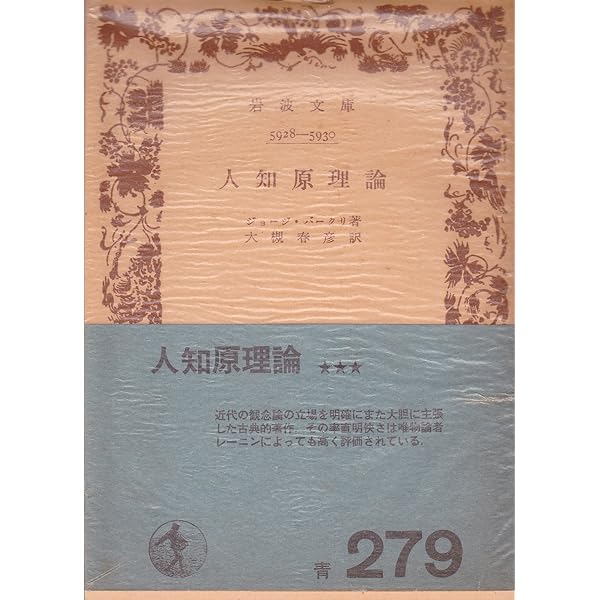 岩波文庫
5928—5930
人知原理論
ジョージ・バークリ著
大槻春彦訳
人知原理論 ★★★
近代の観念論の立場を明確にまた大胆に主張
した古典的著作．その率直明快さは唯物論者
レーニンによっても高く評価されている．
青 279